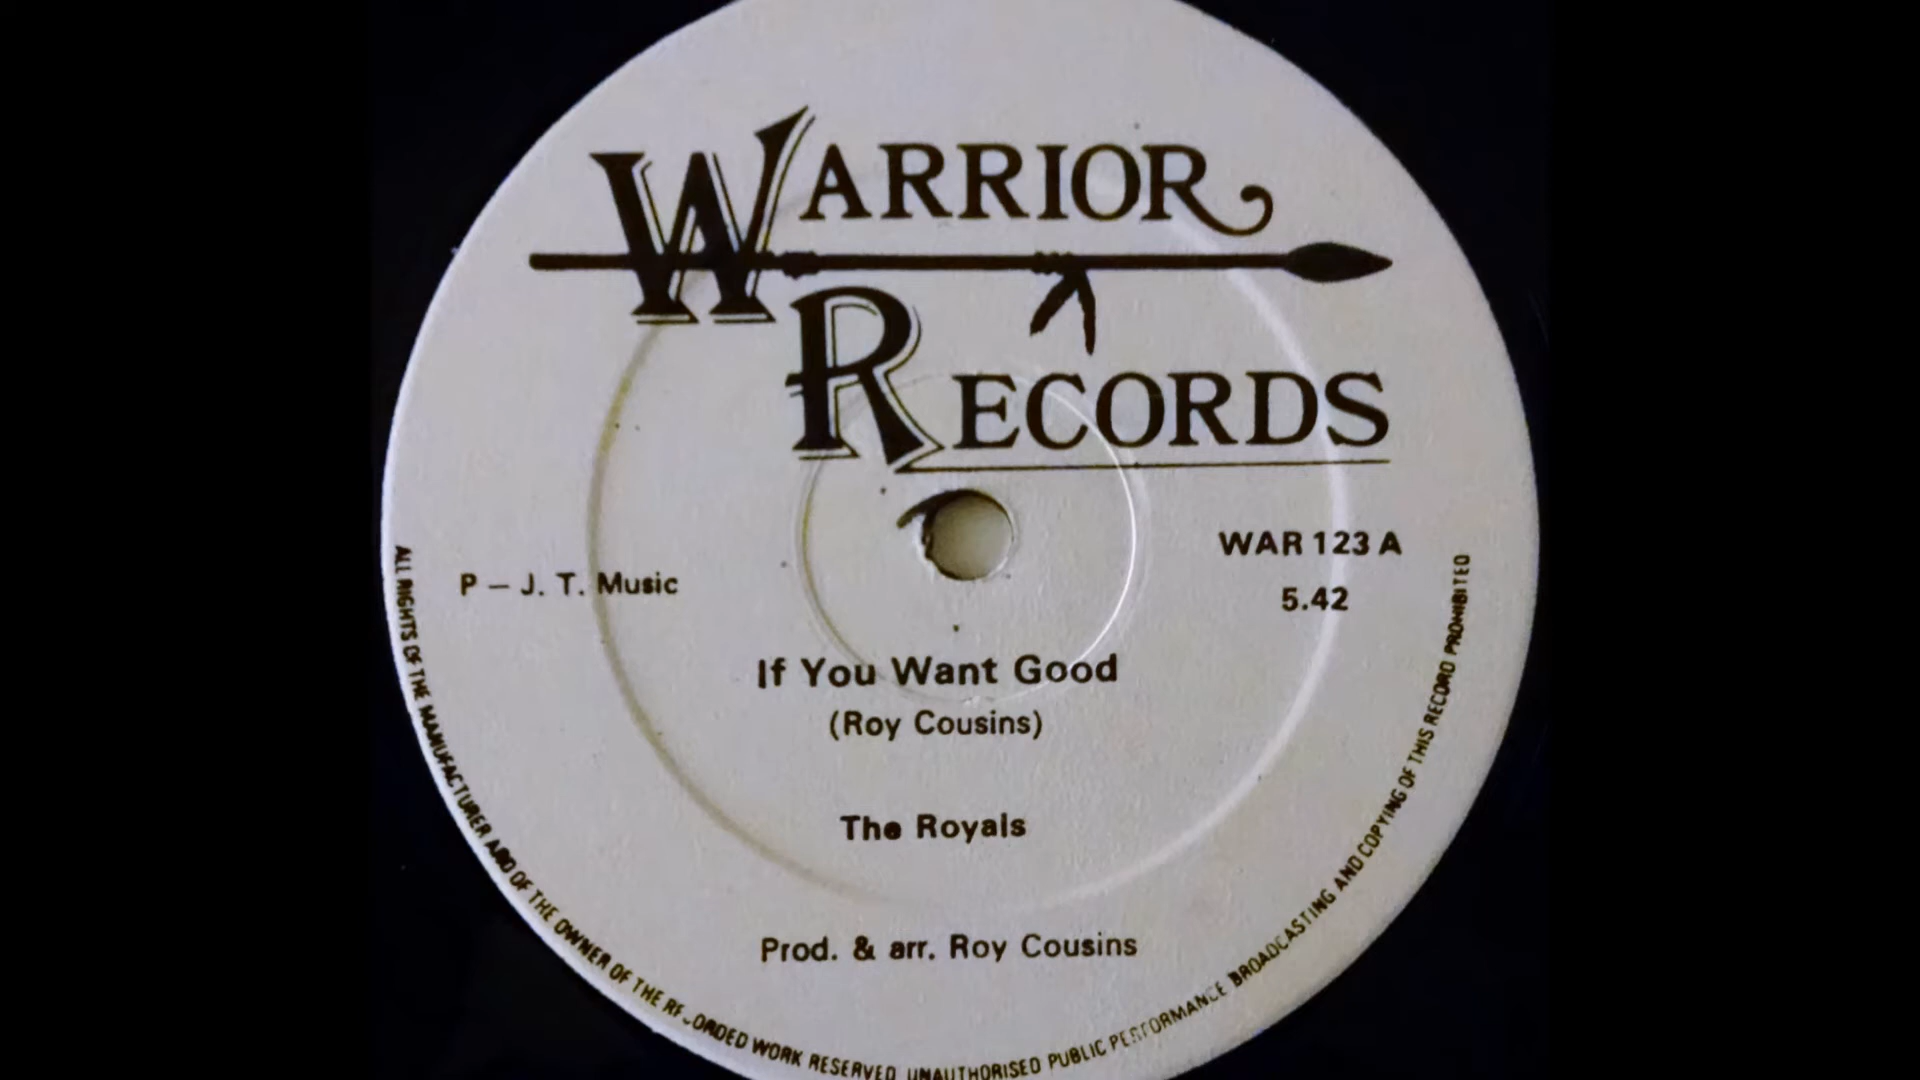 WARRIOR
RECORDS
WAR 123 A
5.42
P – J. T. Music
If You Want Good
(Roy Cousins)
The Royals
Prod. & arr. Roy Cousins
ALL RIGHTS OF THE MANUFACTURER AND OF THE OWNER OF THE RECORDED WORK RESERVED. UNAUTHORISED PUBLIC PERFORMANCE BROADCASTING AND COPYING OF THIS RECORD PROHIBITED